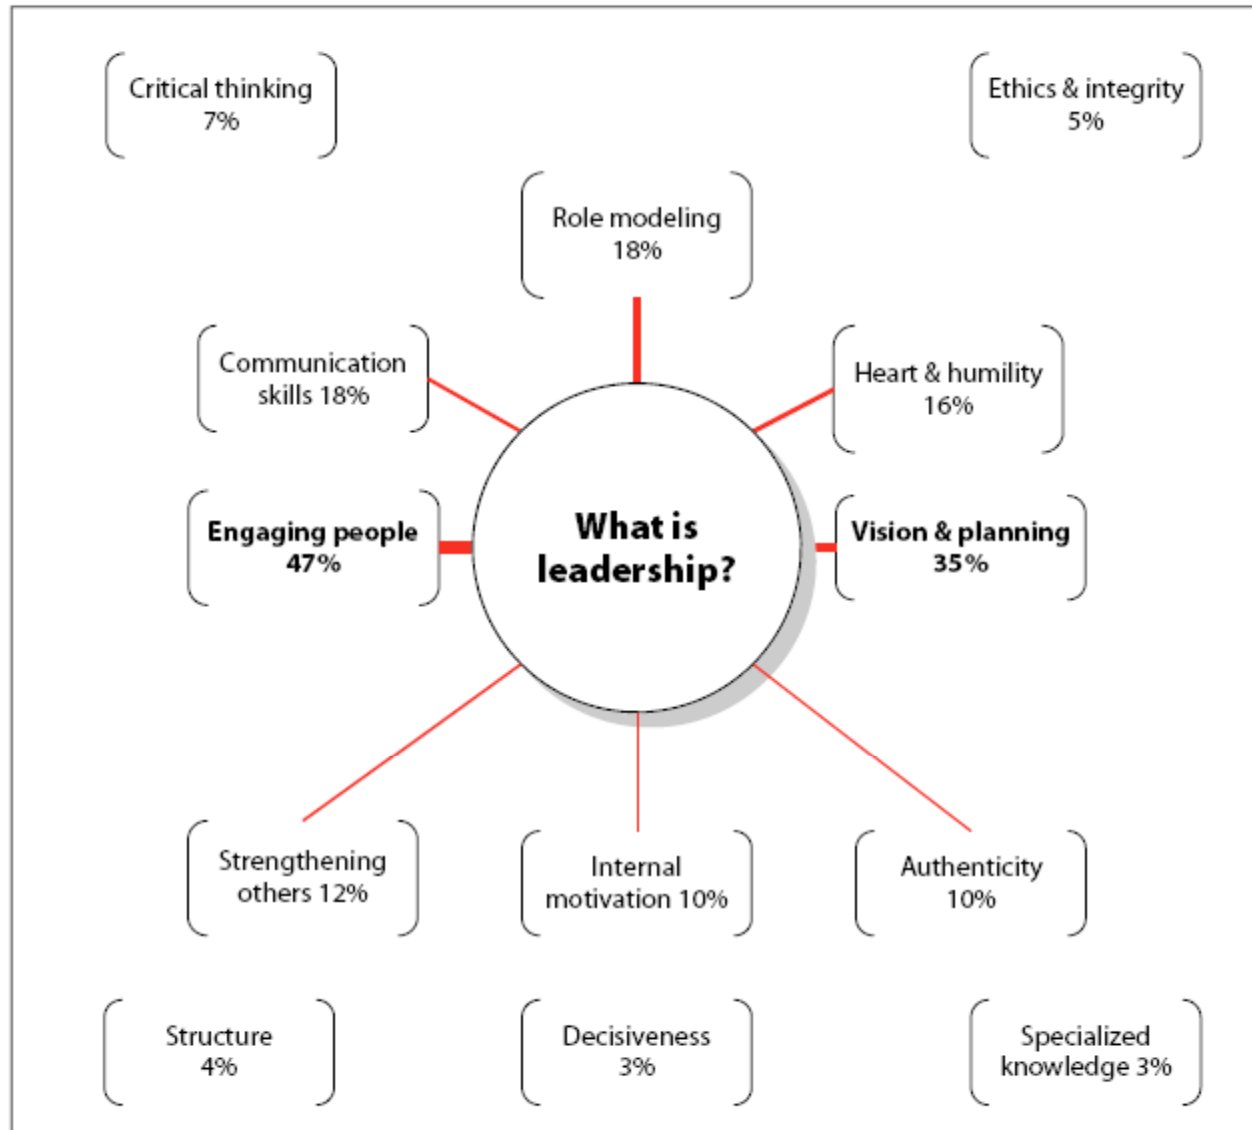 Critical thinking
7%
Ethics & integrity
5%
Role modeling
18%
Communication
skills 18%
Heart & humility
16%
Engaging people
47%
What is
leadership?
Vision & planning
35%
Strengthening
others 12%
Internal
motivation 10%
Authenticity
10%
Structure
4%
Decisiveness
3%
Specialized
knowledge 3%